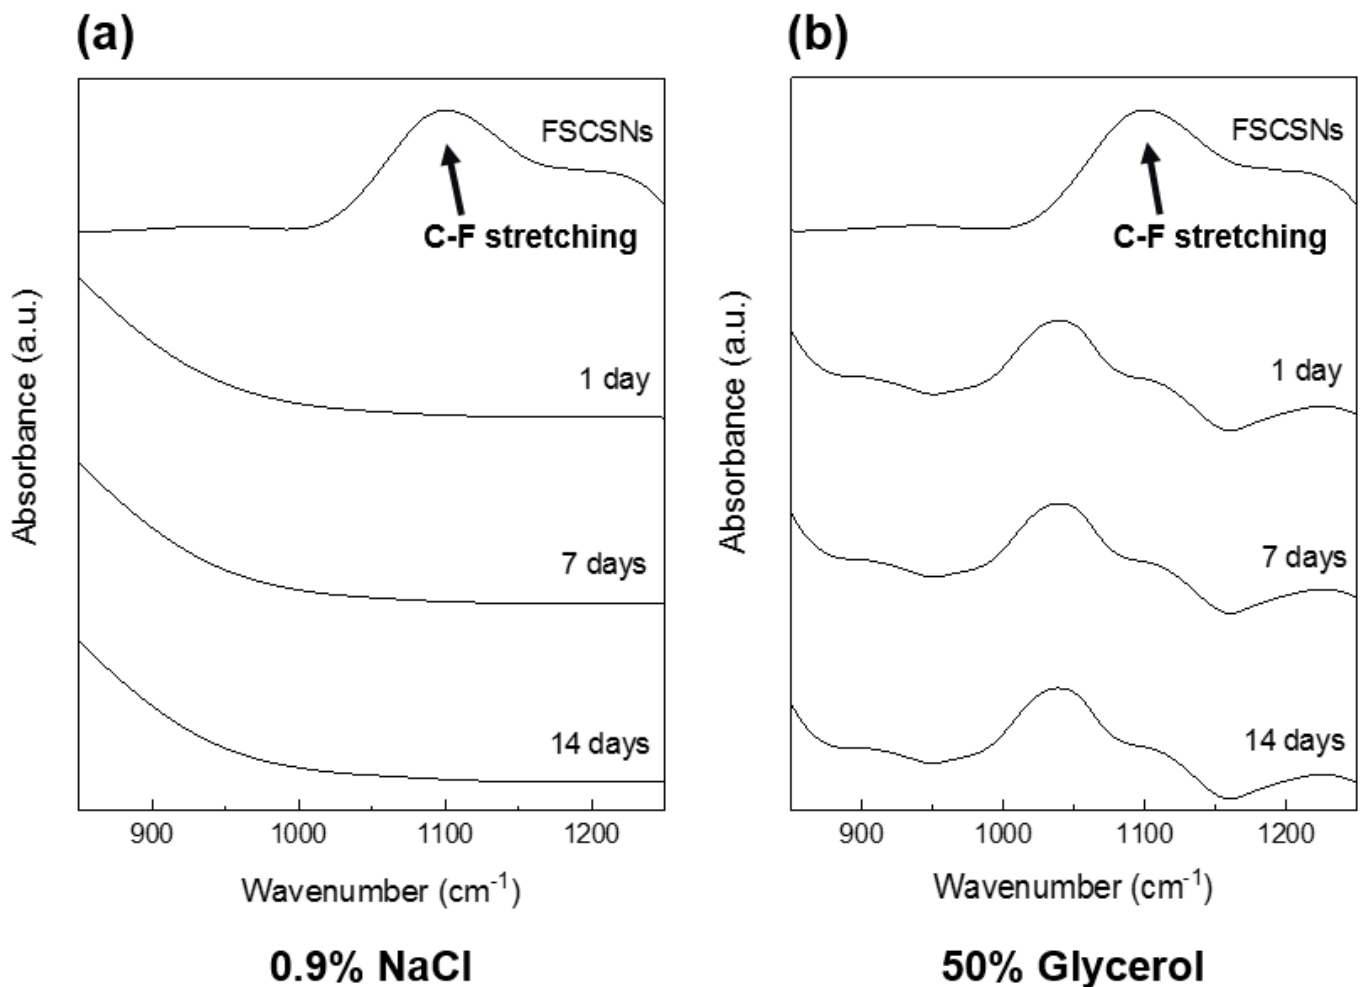 (a)
FSCSNs
C-F stretching
1 day
7 days
14 days
Absorbance (a.u.)
900 1000 1100 1200
Wavenumber (cm⁻¹)
0.9% NaCl
(b)
FSCSNs
C-F stretching
1 day
7 days
14 days
Absorbance (a.u.)
900 1000 1100 1200
Wavenumber (cm⁻¹)
50% Glycerol